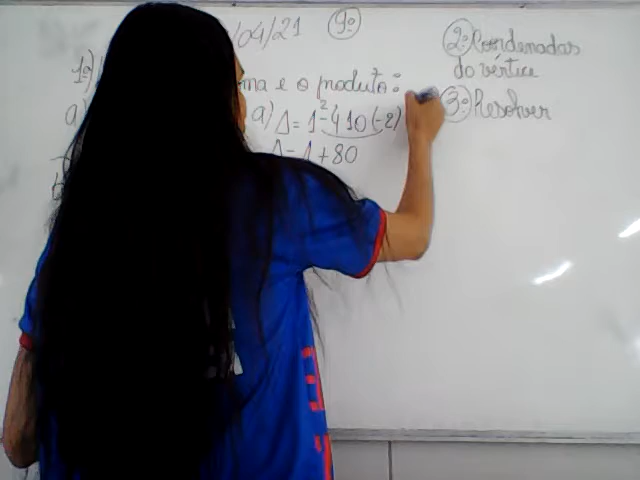 /04/21 9º
1º)
ma e o produto:
a) a) Δ = 1² - 4 10 (-2)
Δ = 1 + 80
2º Coordenadas
do vértice
3º Resolver